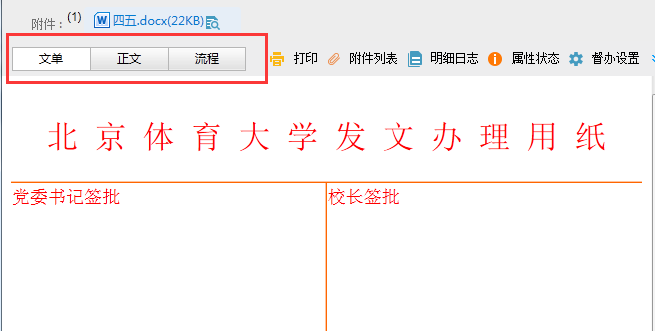 附件： (1) 四五.docx(22KB)
文单 正文 流程 打印 附件列表 明细日志 属性状态 督办设置
北京体育大学发文办理用纸
党委书记签批 校长签批